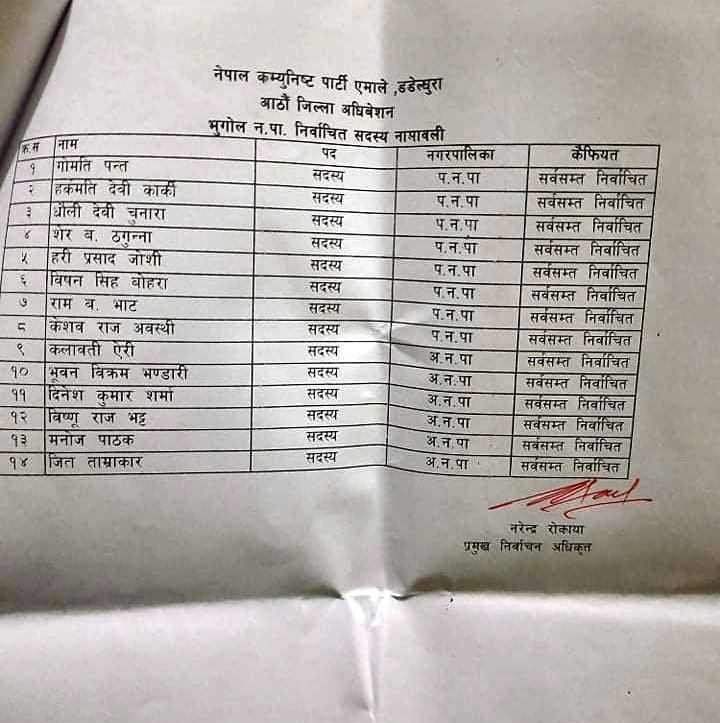 नेपाल कम्युनिष्ट पार्टी एमाले ,डडेल्धुरा
आठौं जिल्ला अधिबेशन
भुगोल न.पा. निर्वाचित सदस्य नामावली
क्र.स नाम पद नगरपालिका कैफियत
१ गोमति पन्त सदस्य प.न.पा सर्वसम्त निर्वाचित
२ हर्कमति देवी कार्की सदस्य प.न.पा सर्वसम्त निर्वाचित
३ धौली देवी चुनारा सदस्य प.न.पा सर्वसम्त निर्वाचित
४ शेर ब. ठगुन्ना सदस्य प.न.पा सर्वसम्त निर्वाचित
५ हरी प्रसाद जोशी सदस्य प.न.पा सर्वसम्त निर्वाचित
६ विषन सिंह बोहरा सदस्य प.न.पा सर्वसम्त निर्वाचित
७ राम ब. भाट सदस्य प.न.पा सर्वसम्त निर्वाचित
८ केशव राज अवस्थी सदस्य प.न.पा सर्वसम्त निर्वाचित
९ कलावती ऐरी सदस्य अ.न.पा सर्वसम्त निर्वाचित
१० भूवन विक्रम भण्डारी सदस्य अ.न.पा सर्वसम्त निर्वाचित
११ दिनेश कुमार शर्मा सदस्य अ.न.पा सर्वसम्त निर्वाचित
१२ विष्णू राज भट्ट सदस्य अ.न.पा सर्वसम्त निर्वाचित
१३ मनोज पाठक सदस्य अ.न.पा सर्वसम्त निर्वाचित
१४ जित ताम्राकार सदस्य अ.न.पा सर्वसम्त निर्वाचित
नरेन्द्र रोकाया
प्रमुख निर्वाचन अधिकृत